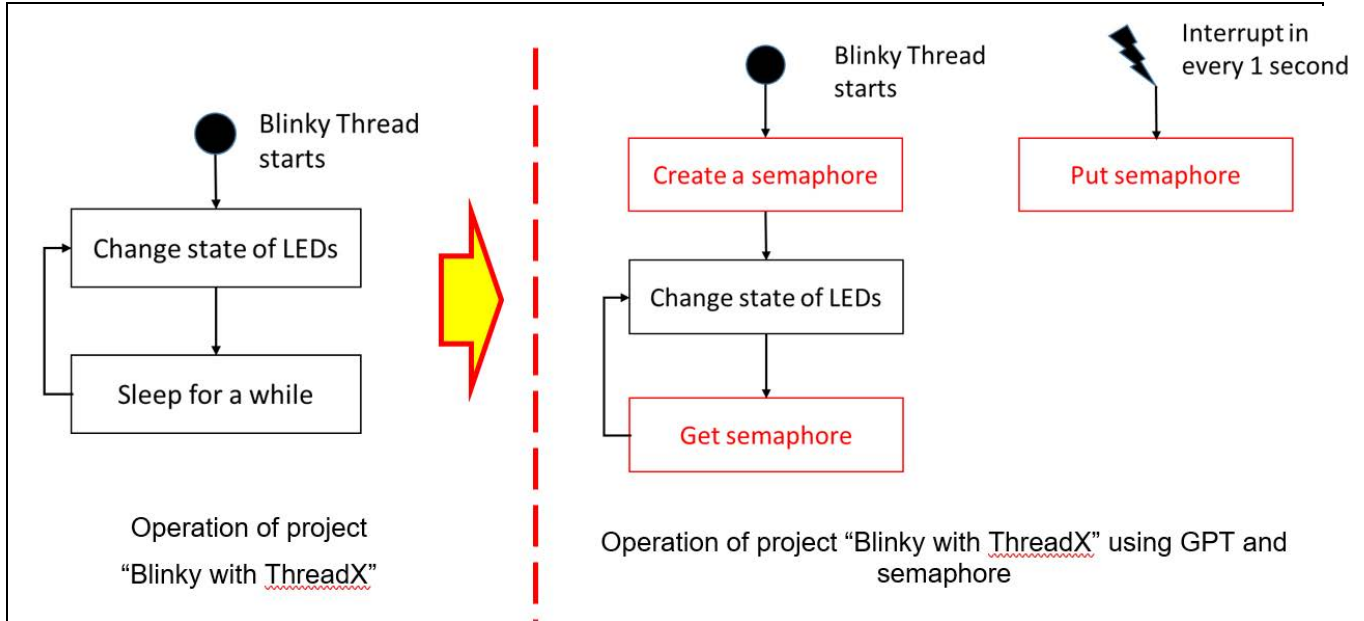 Blinky Thread
starts
Change state of LEDs
Sleep for a while
Operation of project
“Blinky with ThreadX”
Blinky Thread
starts
Interrupt in
every 1 second
Create a semaphore
Put semaphore
Change state of LEDs
Get semaphore
Operation of project “Blinky with ThreadX” using GPT and
semaphore